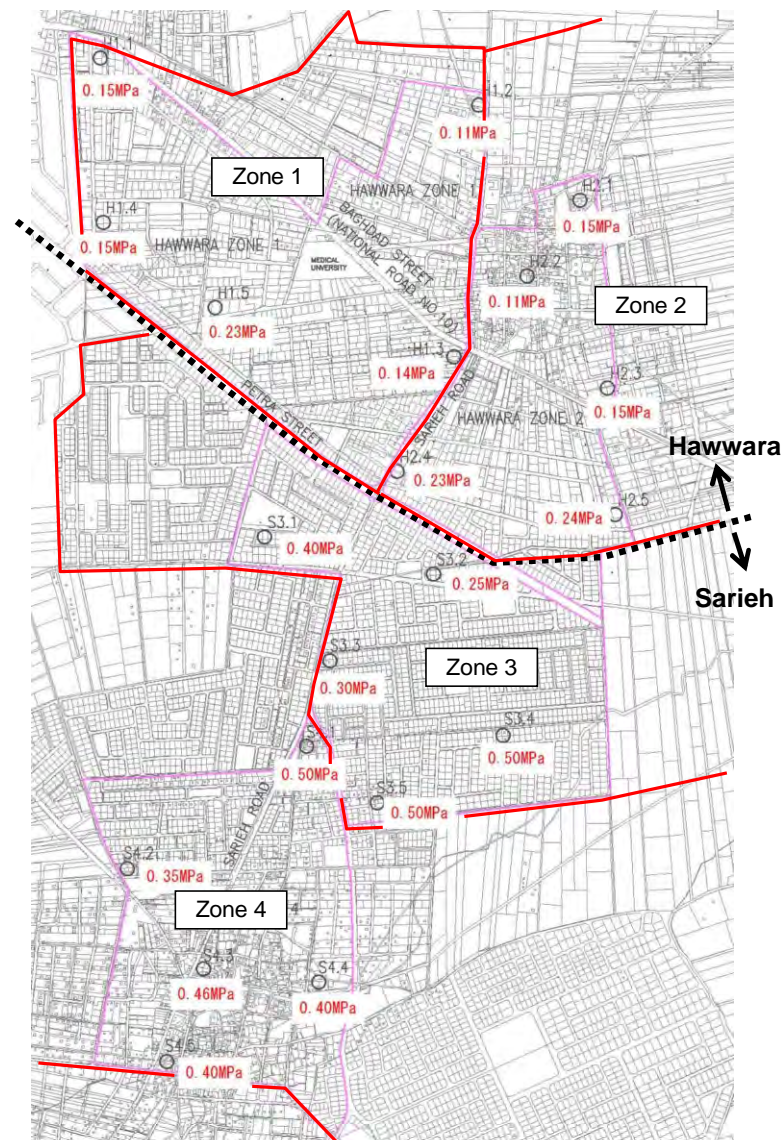 H1.1
0.15MPa
H1.2
0.11MPa
Zone 1
HAWWARA ZONE 1
H2.1
0.15MPa
H1.4
0.15MPa
HAWWARA ZONE 1
BAGHDAD STREET
(NATIONAL ROAD NO.10)
MEDICAL
UNIVERSITY
H2.2
0.11MPa
Zone 2
H1.5
0.23MPa
H1.3
0.14MPa
PETRA STREET
SARIEH ROAD
H2.3
0.15MPa
HAWWARA ZONE 2
Hawwara
H2.4
0.23MPa
H2.5
0.24MPa
S3.1
0.40MPa
S3.2
0.25MPa
Sarieh
S3.3
0.30MPa
Zone 3
S3.4
0.50MPa
0.50MPa
S3.5
0.50MPa
SARIEH ROAD
S4.2
0.35MPa
Zone 4
S4.3
0.46MPa
S4.4
0.40MPa
0.40MPa